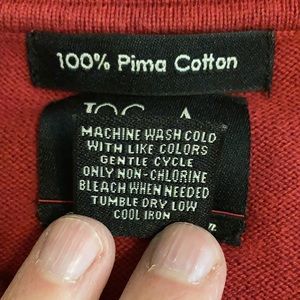 100% Pima Cotton
MACHINE WASH COLD
WITH LIKE COLORS
GENTLE CYCLE
ONLY NON-CHLORINE
BLEACH WHEN NEEDED
TUMBLE DRY LOW
COOL IRON